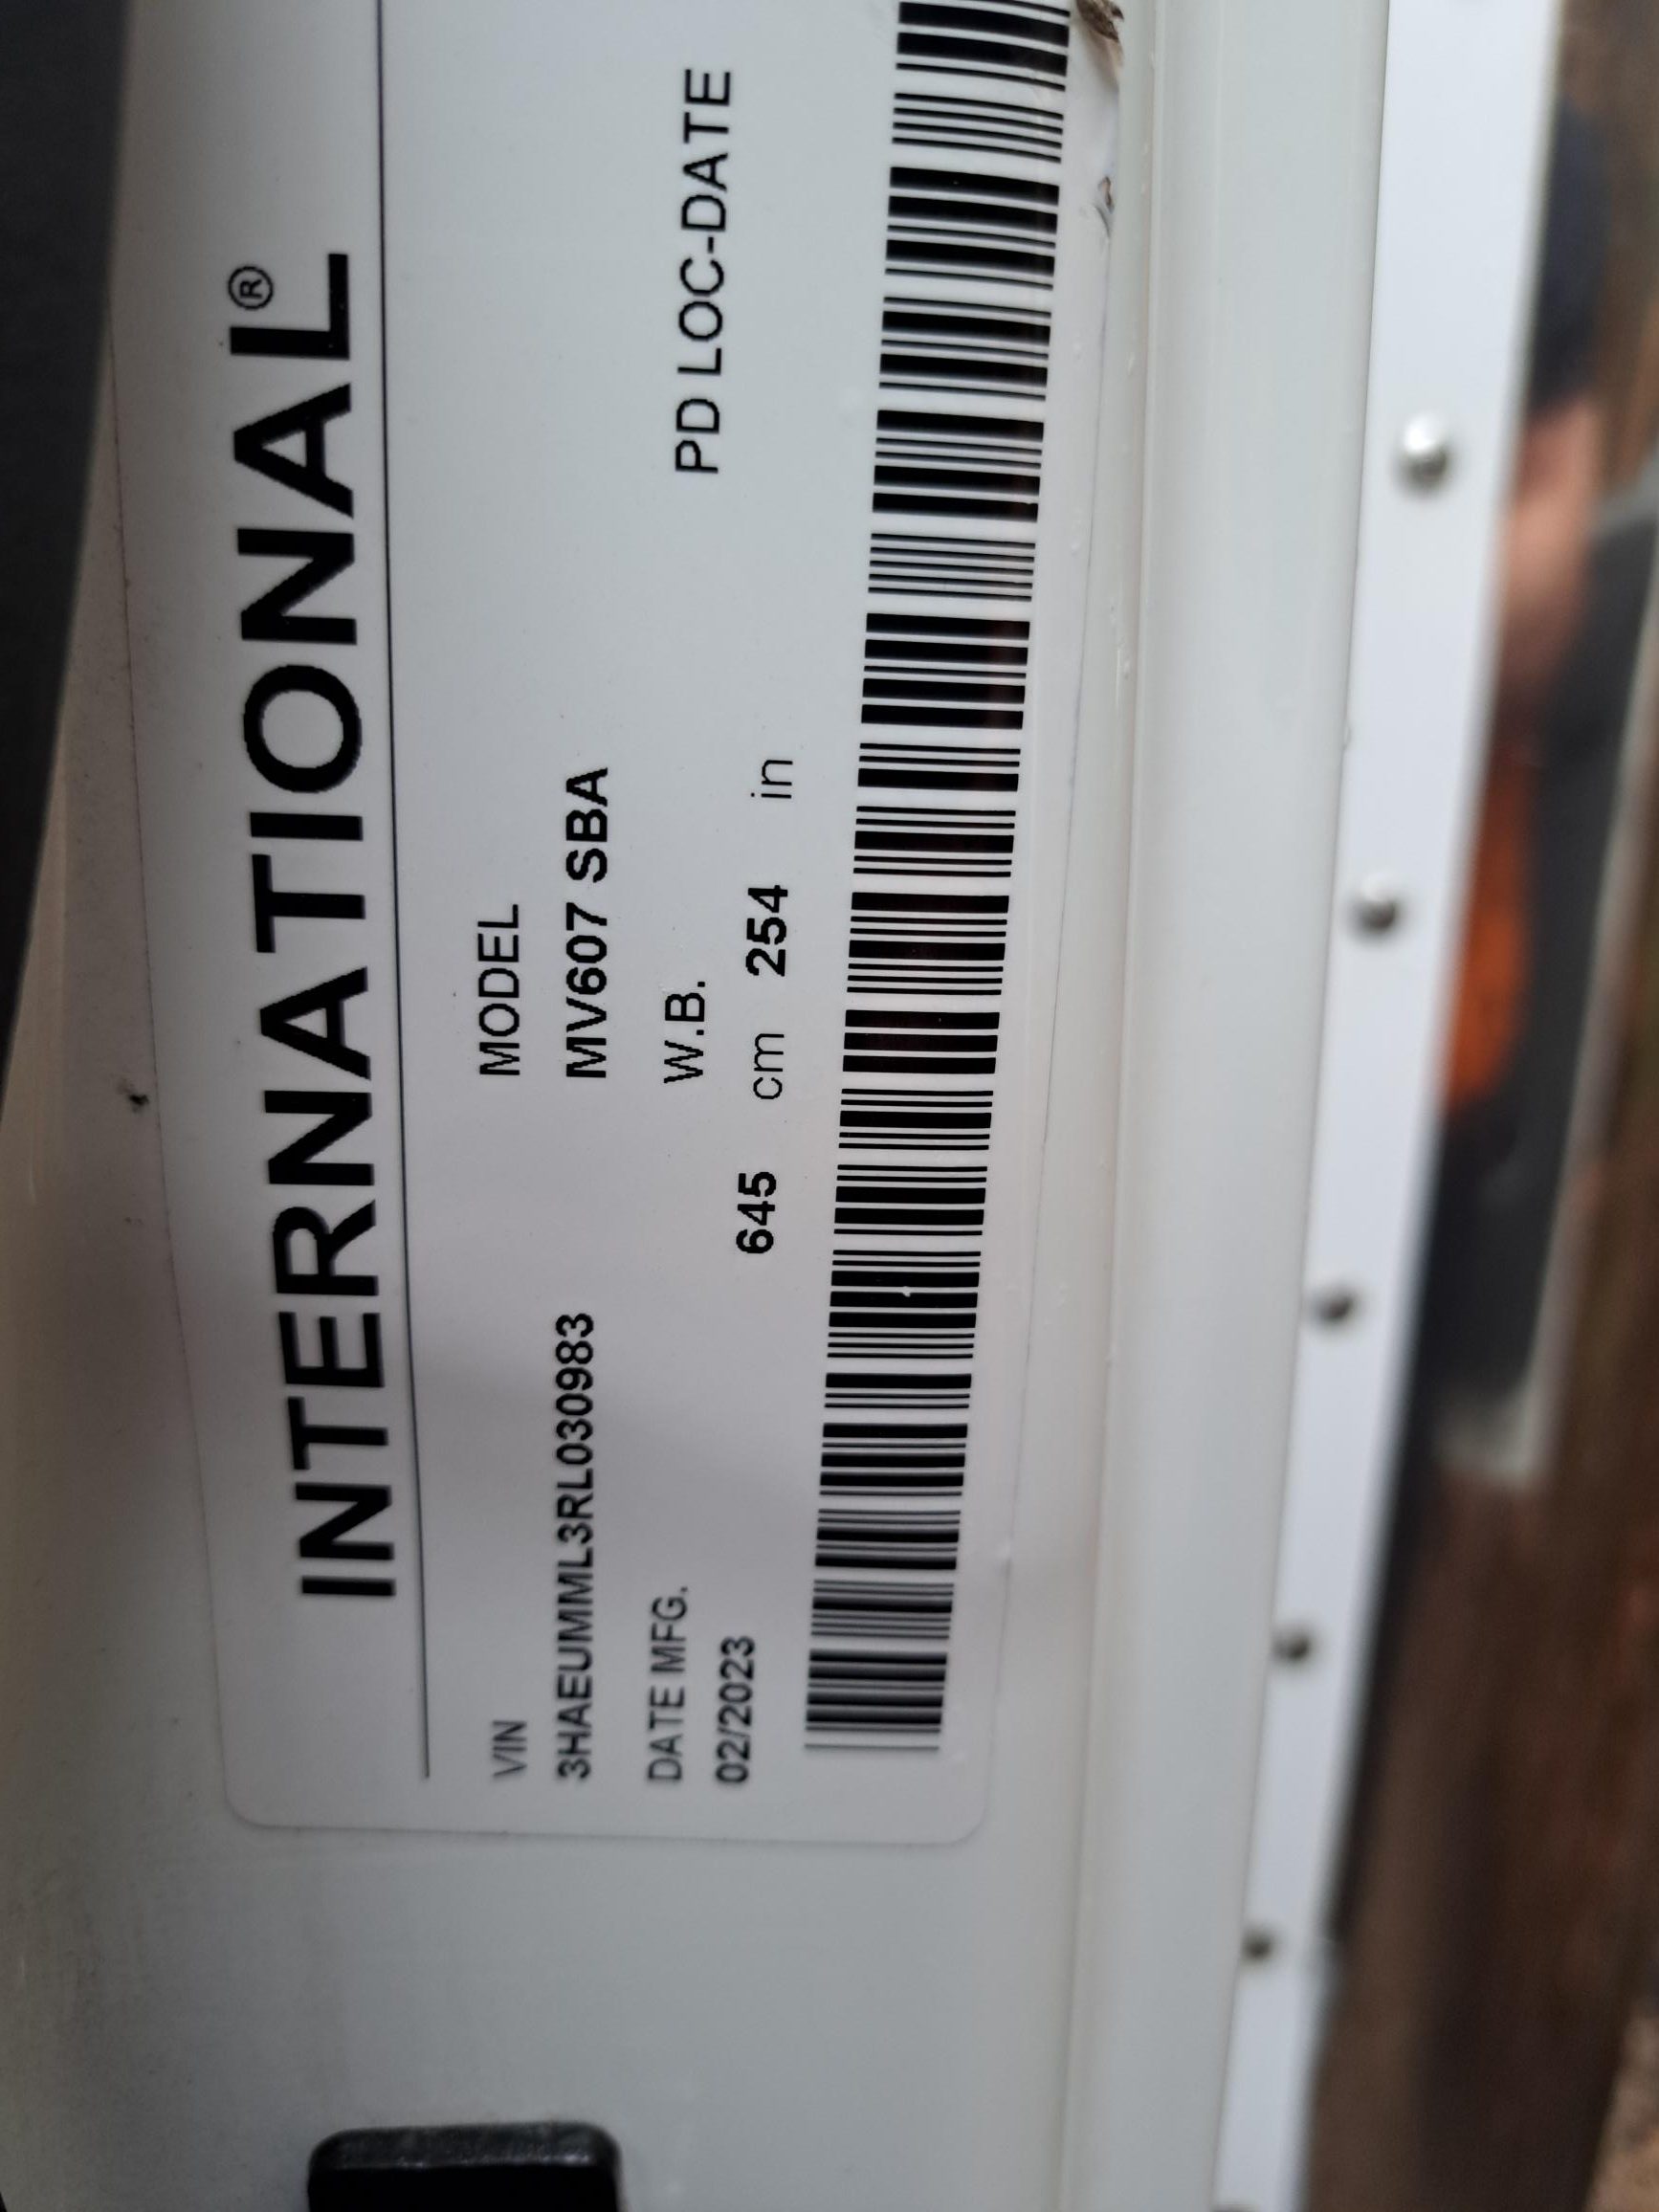 INTERNATIONAL®
VIN MODEL
3HAEUMML3RL030983 MV607 SBA
DATE MFG. W.B. PD LOC-DATE
02/2023 645 cm 254 in